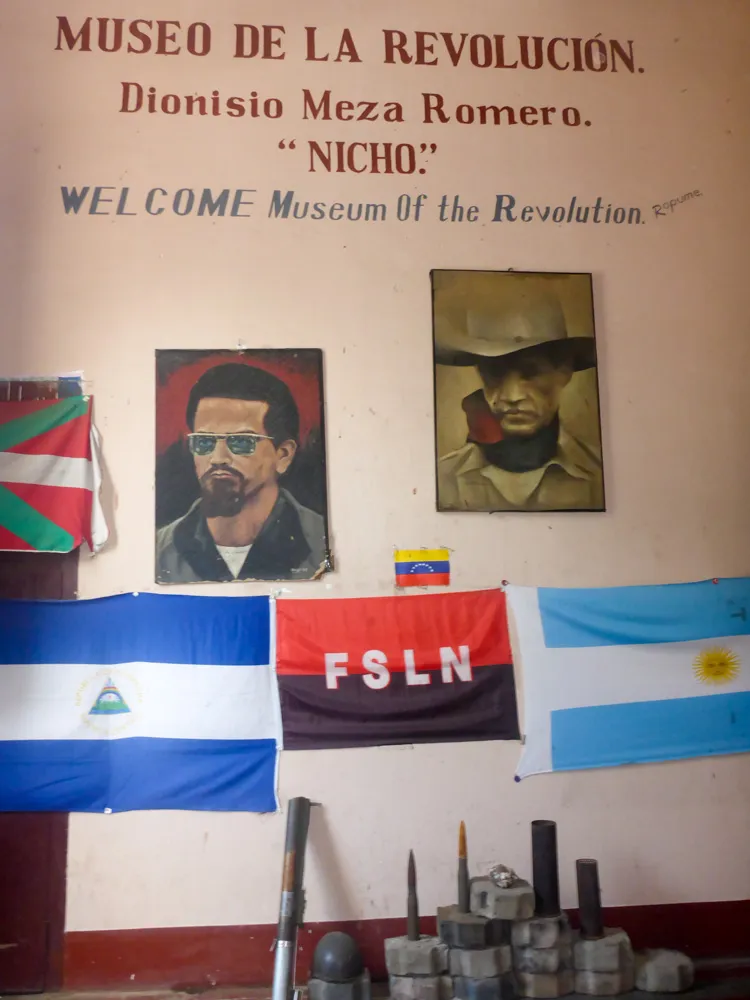 MUSEO DE LA REVOLUCIÓN.
Dionisio Meza Romero.
“NICHO.”
WELCOME Museum Of the Revolution.
FSLN